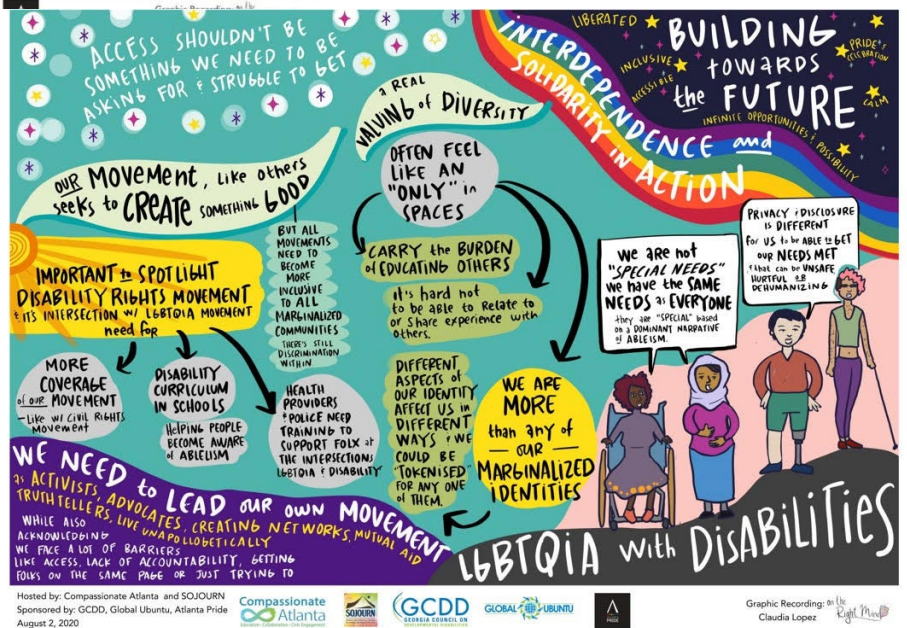 Graphic Recording: on the
ACCESS SHOULDN'T BE
SOMETHING WE NEED TO BE
ASKING FOR & STRUGGLE TO GET
a REAL
VALUING of DIVERSITY
INTERDEPENDENCE and
SOLIDARITY in ACTION
LIBERATED
INCLUSIVE
ACCESSIBLE
BUILDING
towards
the FUTURE
PRIDE &
CELEBRATION
CALM
INFINITE OPPORTUNITIES & POSSIBILITY
OUR MOVEMENT, Like others
seeks to CREATE SOMETHING GOOD
BUT ALL
MOVEMENTS
NEED TO
BECOME
MORE
INCLUSIVE
TO ALL
MARGINALIZED
COMMUNITIES
THERE'S STILL
DISCRIMINATION
WITHIN
OFTEN FEEL
LIKE AN
"ONLY" in
SPACES
CARRY the BURDEN
of EDUCATING OTHERS
it's hard not
to be able to Relate to
or Share experience with
others.
DIFFERENT
ASPECTS of
OUR IDENTITY
AFFECT US in
DIFFERENT
WAYS & WE
COULD BE
"TOKENISED"
FOR ANY ONE
of THEM.
WE ARE
MORE
than any of
OUR
MARGINALIZED
IDENTITIES
IMPORTANT to SPOTLIGHT
DISABILITY RIGHTS MOVEMENT
& ITS INTERSECTION W/ LGBTQIA MOVEMENT
need for
MORE
COVERAGE
of OUR MOVEMENT
-Like w/ Civil RIGHTS
Movement
DISABILITY
CURRICULUM
IN SCHOOLS
HELPING PEOPLE
BECOME AWARE
of ABLEISM
HEALTH
PROVIDERS
& POLICE NEED
TRAINING TO
SUPPORT FOLX at
THE INTERSECTIONS
LGBTQIA & DISABILITY
we are not
"SPECIAL NEEDS"
we have the SAME
NEEDS as EVERYONE
they are "SPECIAL" based
on a DOMINANT NARRATIVE
of ABLEISM.
PRIVACY & DISCLOSURE
IS DIFFERENT
for US to be ABLE to GET
OUR NEEDS MET
& that can be UNSAFE
HURTFUL OR
DEHUMANIZING
WE NEED to LEAD OUR OWN MOVEMENT
as ACTIVISTS, ADVOCATES, CREATING NETWORKS, MUTUAL AID
TRUTH TELLERS, LIVE UNAPOLLOGETICALLY
WHILE ALSO
ACKNOWLEDGING
WE FACE A LOT OF BARRIERS
LIKE ACCESS, LACK OF ACCOUNTABILITY, GETTING
FOLKS ON THE SAME PAGE OR JUST TRYING TO
LGBTQIA with DISABILITIES
Hosted by: Compassionate Atlanta and SOJOURN
Sponsored by: GCDD, Global Ubuntu, Atlanta Pride
August 2, 2020
Compassionate
Atlanta
Education • Collaboration • Civic Engagement
SOJOURN
GCDD
GEORGIA COUNCIL ON
DEVELOPMENTAL DISABILITIES
GLOBAL UBUNTU
ATLANTA
PRIDE
Graphic Recording: on the
Right Mind
Claudia Lopez